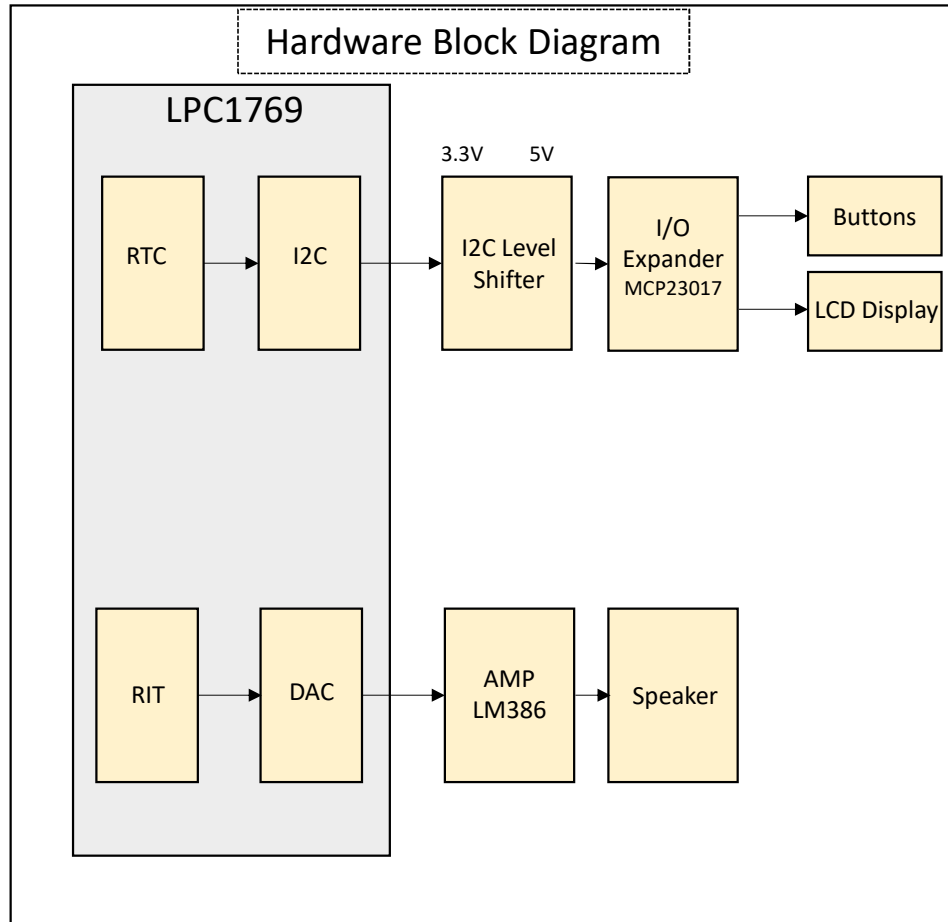 Hardware Block Diagram
LPC1769
3.3V
5V
RTC
I2C
I2C Level
Shifter
I/O
Expander
MCP23017
Buttons
LCD Display
RIT
DAC
AMP
LM386
Speaker